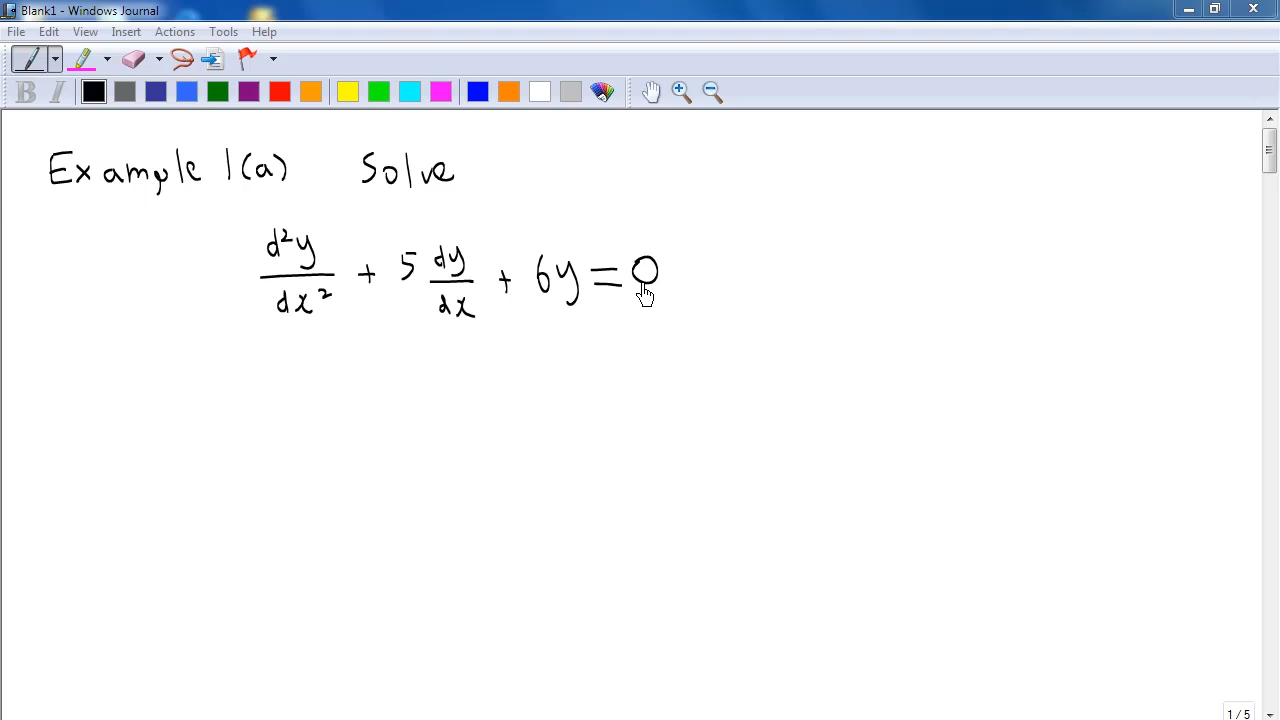 Blank1 - Windows Journal
File Edit View Insert Actions Tools Help
B I
Example 1(a) Solve
d²y/dx² + 5 dy/dx + 6y = 0
1/5